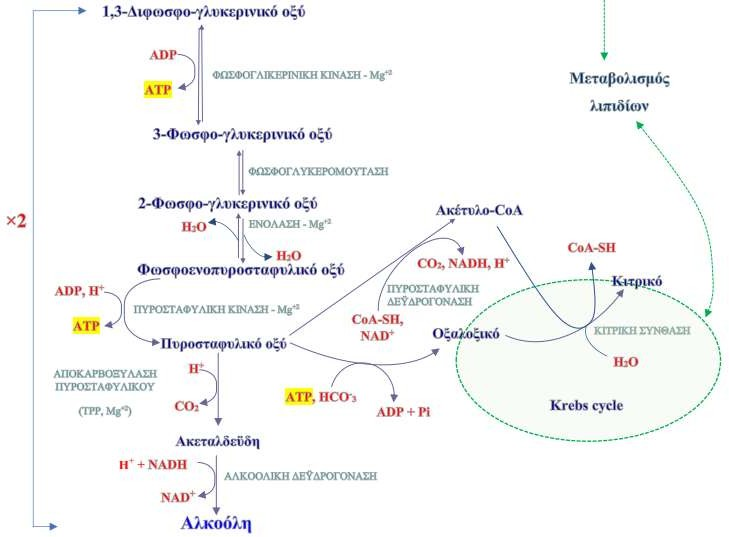 1,3-Διφωσφο-γλυκερινικό οξύ
ADP
ATP
ΦΩΣΦΟΓΛΙΚΕΡΙΝΙΚΗ ΚΙΝΑΣΗ - Mg⁺²
Μεταβολισμός
λιπιδίων
3-Φωσφο-γλυκερινικό οξύ
ΦΩΣΦΟΓΛΥΚΕΡΟΜΟΥΤΑΣΗ
×2
2-Φωσφο-γλυκερινικό οξύ
Ακέτυλο-CoA
H₂O
ΕΝΟΛΑΣΗ - Mg⁺²
H₂O
CoA-SH
Φωσφοενοπυροσταφυλικό οξύ
CO₂, NADH, H⁺
Κιτρικό
ADP, H⁺
ΠΥΡΟΣΤΑΦΥΛΙΚΗ
ΔΕΫΔΡΟΓΟΝΑΣΗ
ΠΥΡΟΣΤΑΦΥΛΙΚΗ ΚΙΝΑΣΗ - Mg⁺²
ATP
CoA-SH,
NAD⁺
Οξαλοξικό
ΚΙΤΡΙΚΗ ΣΥΝΘΑΣΗ
Πυροσταφυλικό οξύ
H₂O
ΑΠΟΚΑΡΒΟΞΥΛΑΣΗ
ΠΥΡΟΣΤΑΦΥΛΙΚΟΥ
(TPP, Mg⁺²)
H⁺
CO₂
ATP, HCO⁻₃
ADP + Pi
Krebs cycle
Ακεταλδεΰδη
H⁺ + NADH
ΑΛΚΟΟΛΙΚΗ ΔΕΫΔΡΟΓΟΝΑΣΗ
NAD⁺
Αλκοόλη